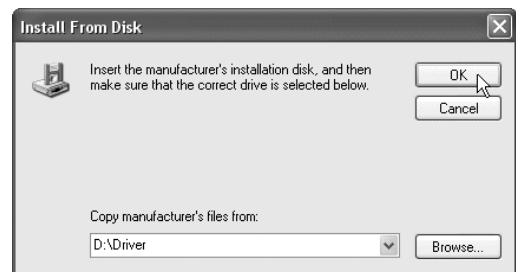 Install From Disk
Insert the manufacturer's installation disk, and then
make sure that the correct drive is selected below.
OK
Cancel
Copy manufacturer's files from:
D:\Driver
Browse...